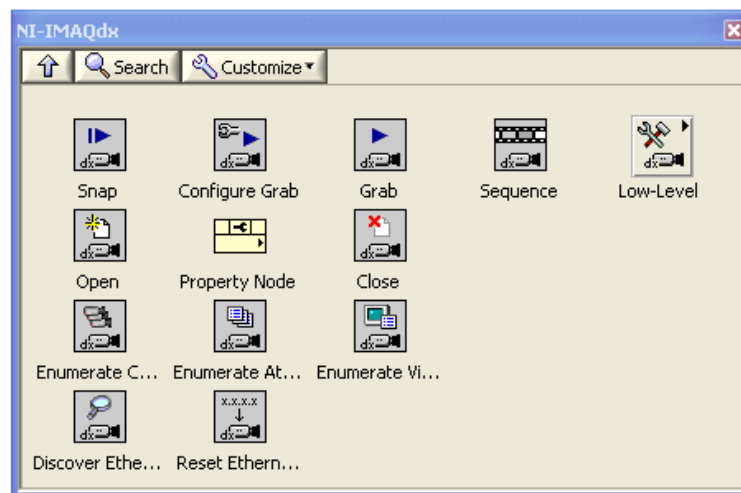 NI-IMAQdx
Search Customize
Snap Configure Grab Grab Sequence Low-Level
Open Property Node Close
Enumerate C... Enumerate At... Enumerate Vi...
x.x.x.x
Discover Ethe... Reset Ethern...